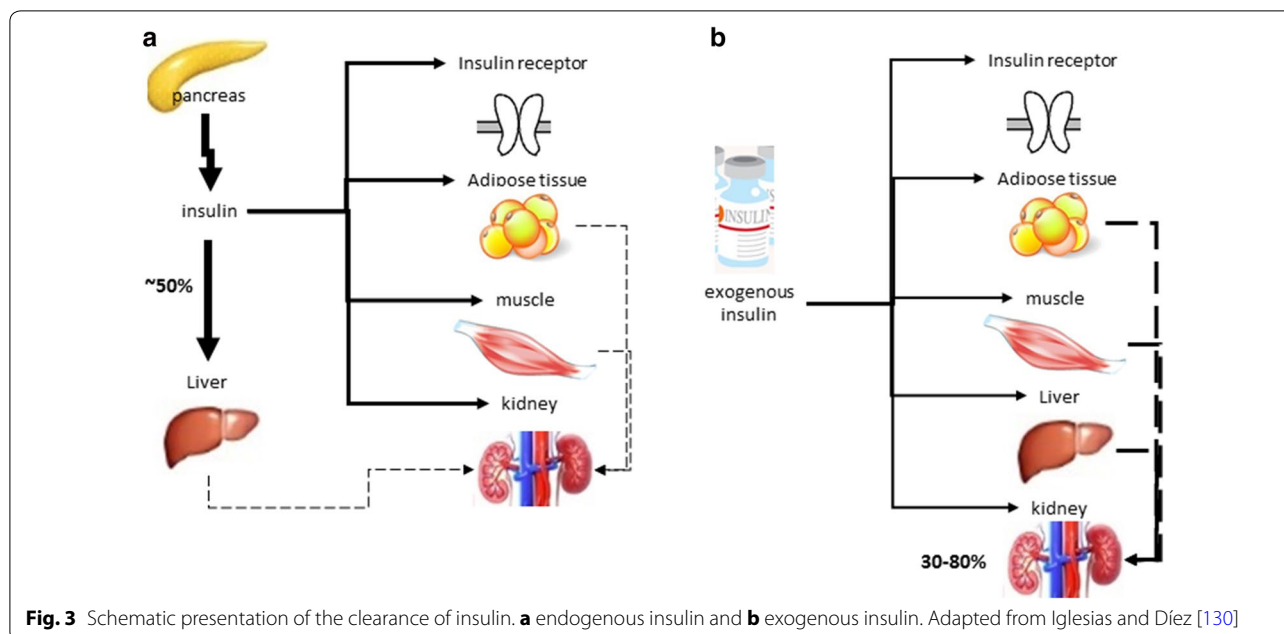 a
pancreas
insulin
~50%
Liver
Insulin receptor
Adipose tissue
muscle
kidney
b
INSULIN
exogenous
insulin
Insulin receptor
Adipose tissue
muscle
Liver
kidney
30-80%
Fig. 3 Schematic presentation of the clearance of insulin. a endogenous insulin and b exogenous insulin. Adapted from Iglesias and Díez [130]